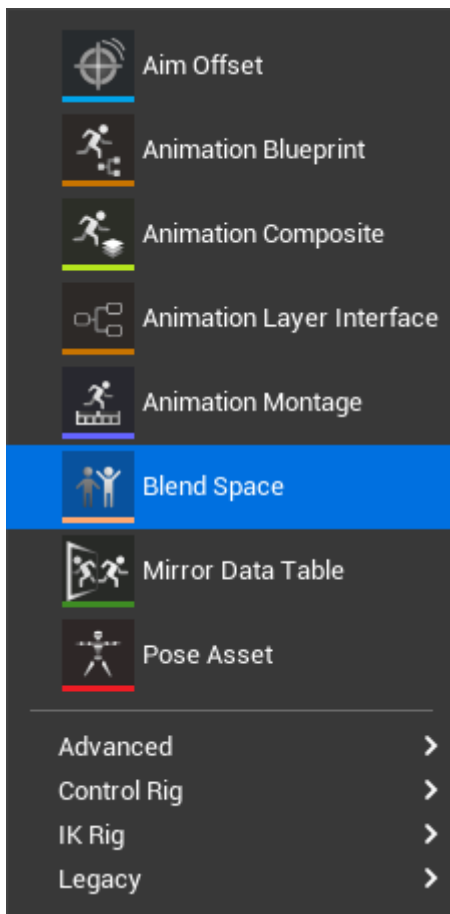 Aim Offset
Animation Blueprint
Animation Composite
Animation Layer Interface
Animation Montage
Blend Space
Mirror Data Table
Pose Asset
Advanced
Control Rig
IK Rig
Legacy